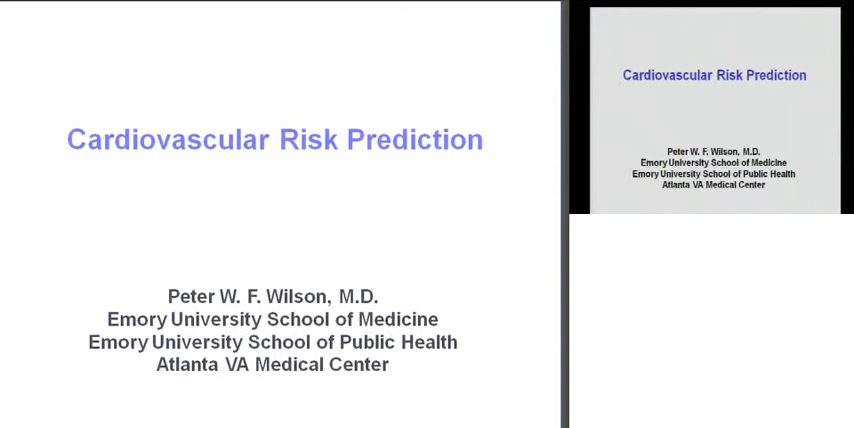 Cardiovascular Risk Prediction
Peter W. F. Wilson, M.D.
Emory University School of Medicine
Emory University School of Public Health
Atlanta VA Medical Center
Cardiovascular Risk Prediction
Peter W. F. Wilson, M.D.
Emory University School of Medicine
Emory University School of Public Health
Atlanta VA Medical Center